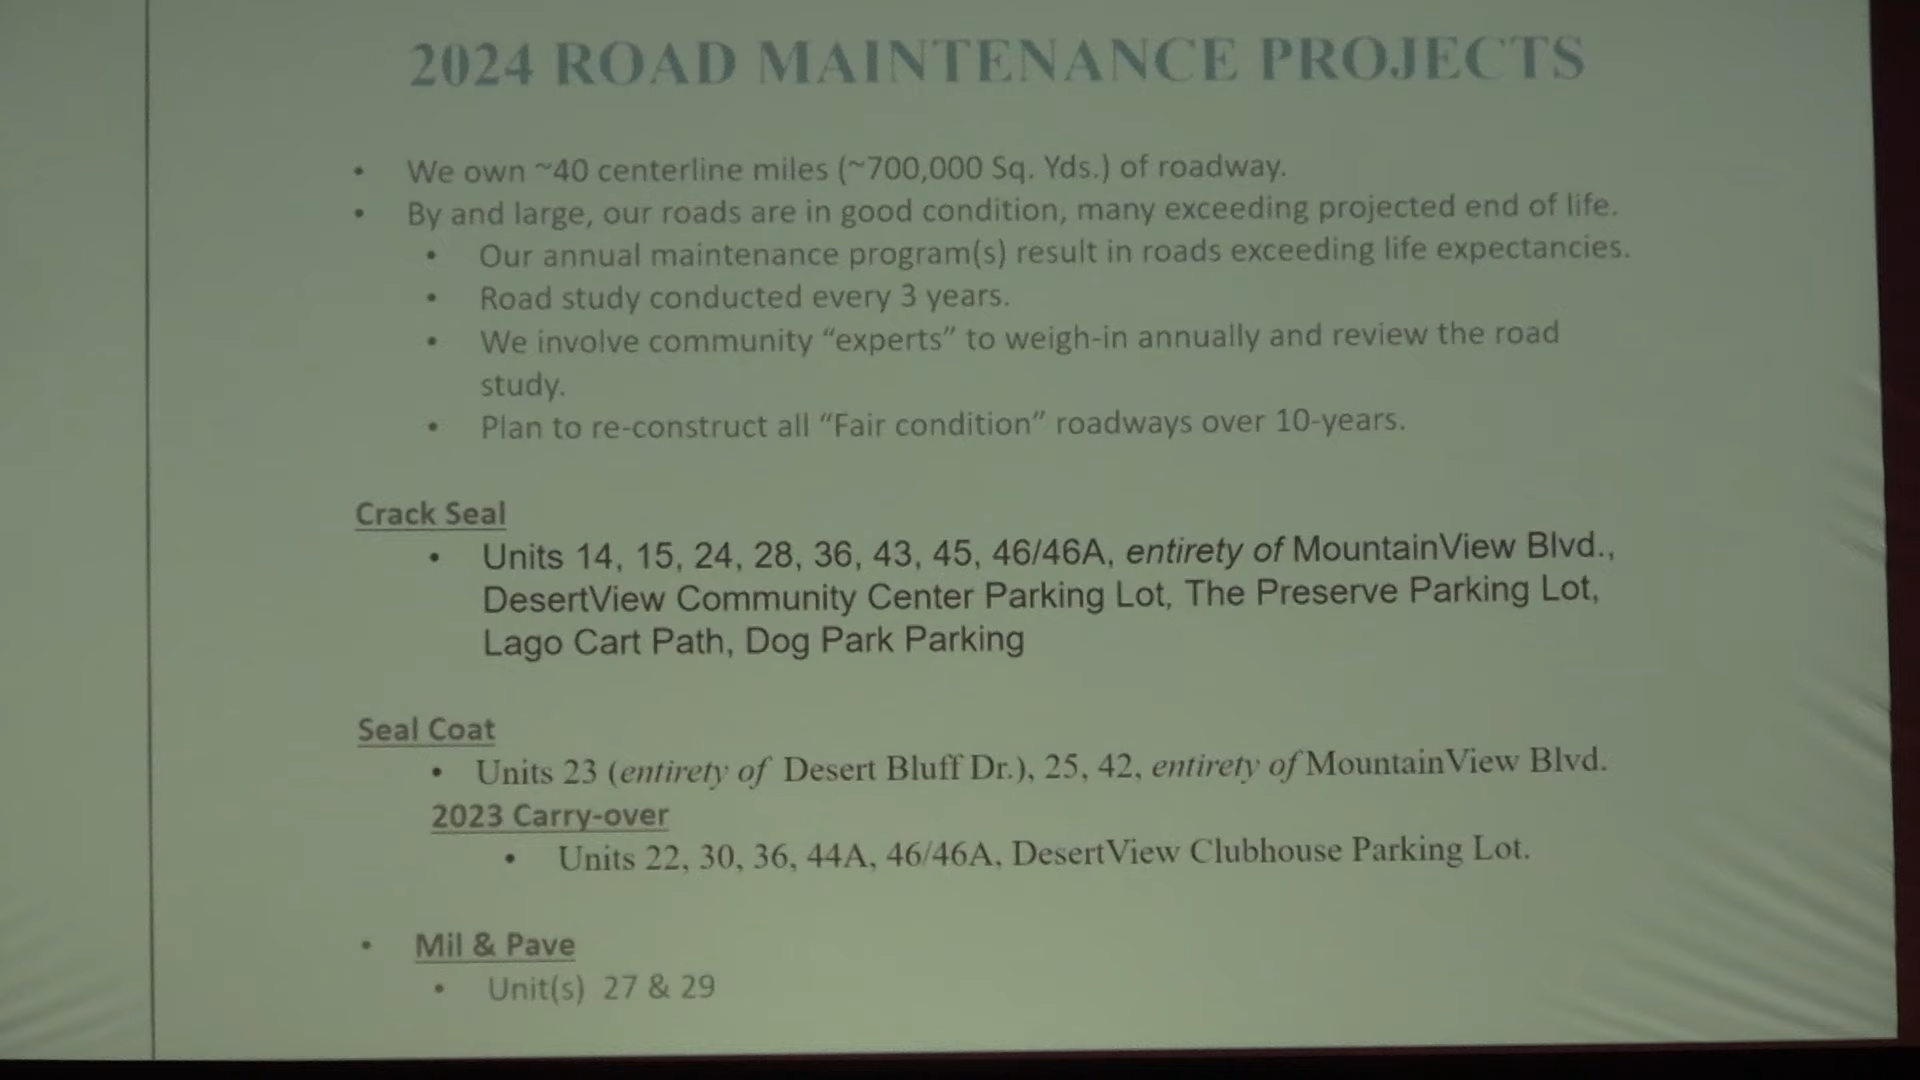 2024 ROAD MAINTENANCE PROJECTS
• We own ~40 centerline miles (~700,000 Sq. Yds.) of roadway.
• By and large, our roads are in good condition, many exceeding projected end of life.
• Our annual maintenance program(s) result in roads exceeding life expectancies.
• Road study conducted every 3 years.
• We involve community “experts” to weigh-in annually and review the road
study.
• Plan to re-construct all “Fair condition” roadways over 10-years.
Crack Seal
• Units 14, 15, 24, 28, 36, 43, 45, 46/46A, entirety of MountainView Blvd.,
DesertView Community Center Parking Lot, The Preserve Parking Lot,
Lago Cart Path, Dog Park Parking
Seal Coat
• Units 23 (entirety of Desert Bluff Dr.), 25, 42, entirety of MountainView Blvd.
2023 Carry-over
• Units 22, 30, 36, 44A, 46/46A, DesertView Clubhouse Parking Lot.
• Mil & Pave
• Unit(s) 27 & 29